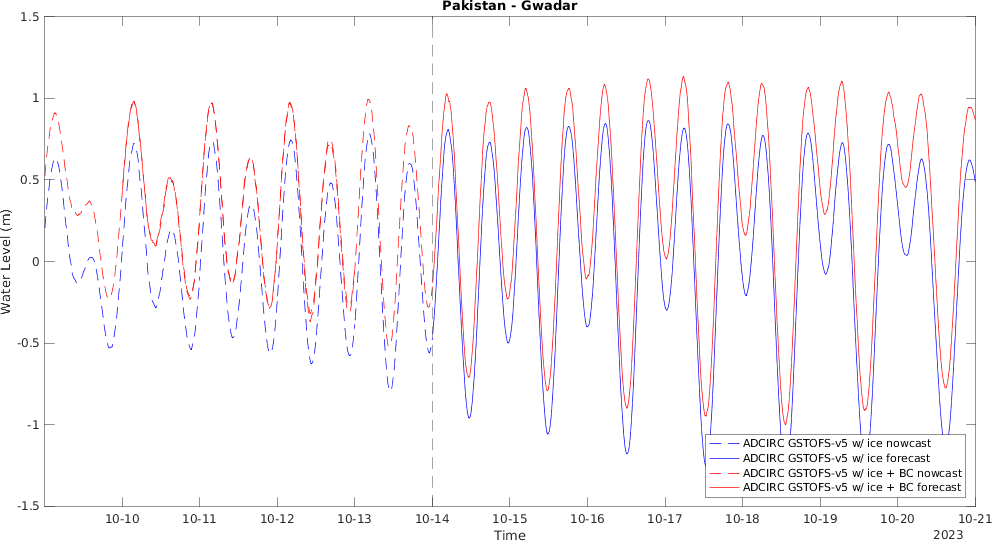 Pakistan - Gwadar
1.5
1
0.5
0
-0.5
-1
-1.5
Water Level (m)
ADCIRC GSTOFS-v5 w/ ice nowcast
ADCIRC GSTOFS-v5 w/ ice forecast
ADCIRC GSTOFS-v5 w/ ice + BC nowcast
ADCIRC GSTOFS-v5 w/ ice + BC forecast
10-10 10-11 10-12 10-13 10-14 10-15 10-16 10-17 10-18 10-19 10-20 10-21
Time
2023